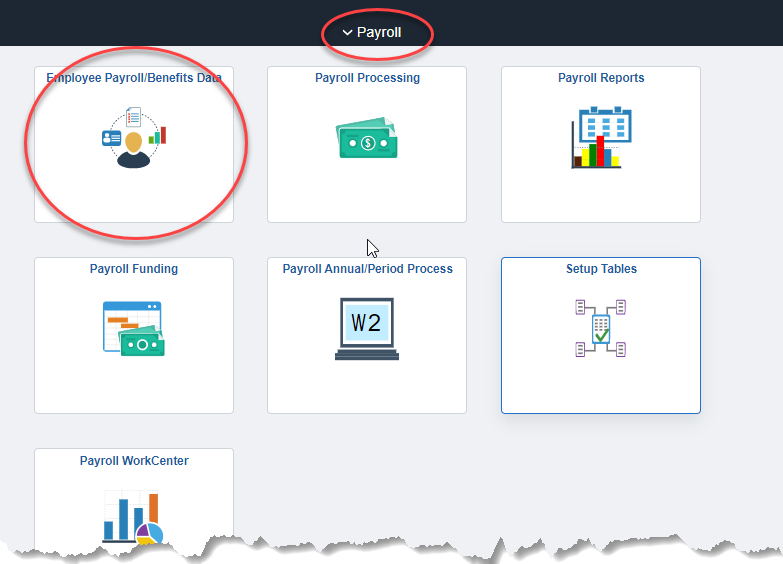 Payroll
Employee Payroll/Benefits Data
Payroll Processing
Payroll Reports
$
Payroll Funding
Payroll Annual/Period Process
Setup Tables
W2
Payroll WorkCenter